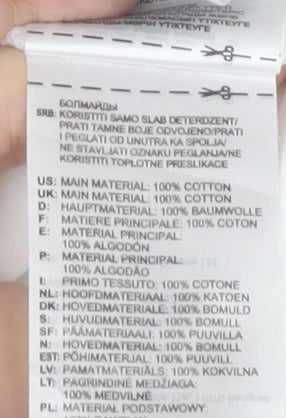 БОЛМАЙДЫ
SRB: KORISTITI SAMO SLAB DETERDZENT/
PRATI TAMNE BOJE ODVOJENO/PRATI
I PEGLATI OD UNUTRA KA SPOLJA/
NE STAVLJATI OZNAKU PEGLANJA/NE
KORISTITI TOPLOTNE PRESLIKACE
US: MAIN MATERIAL: 100% COTTON
UK: MAIN MATERIAL: 100% COTTON
D: HAUPTMATERIAL: 100% BAUMWOLLE
F: MATIERE PRINCIPALE: 100% COTON
E: MATERIAL PRINCIPAL:
100% ALGODÓN
P: MATERIAL PRINCIPAL:
100% ALGODÃO
I: PRIMO TESSUTO: 100% COTONE
NL: HOOFDMATERIAAL: 100% KATOEN
DK: HOVEDMATERIALE: 100% BOMULD
S: HUVUDMATERIAL: 100% BOMULL
SF: PÄÄMATERIAALI: 100% PUUVILLA
N: HOVEDMATERIAL: 100% BOMULL
EST: PÕHIMATERJAL: 100% PUUVILL
LV: PAMATMATERIĀLS: 100% KOKVILNA
LT: PAGRINDINĖ MEDŽIAGA:
100% MEDVILNĖ
PL: MATERIAŁ PODSTAWOWY